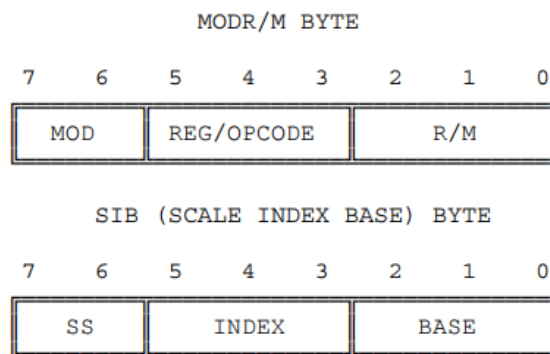 MODR/M BYTE
7 6 5 4 3 2 1 0
MOD REG/OPCODE R/M
SIB (SCALE INDEX BASE) BYTE
7 6 5 4 3 2 1 0
SS INDEX BASE